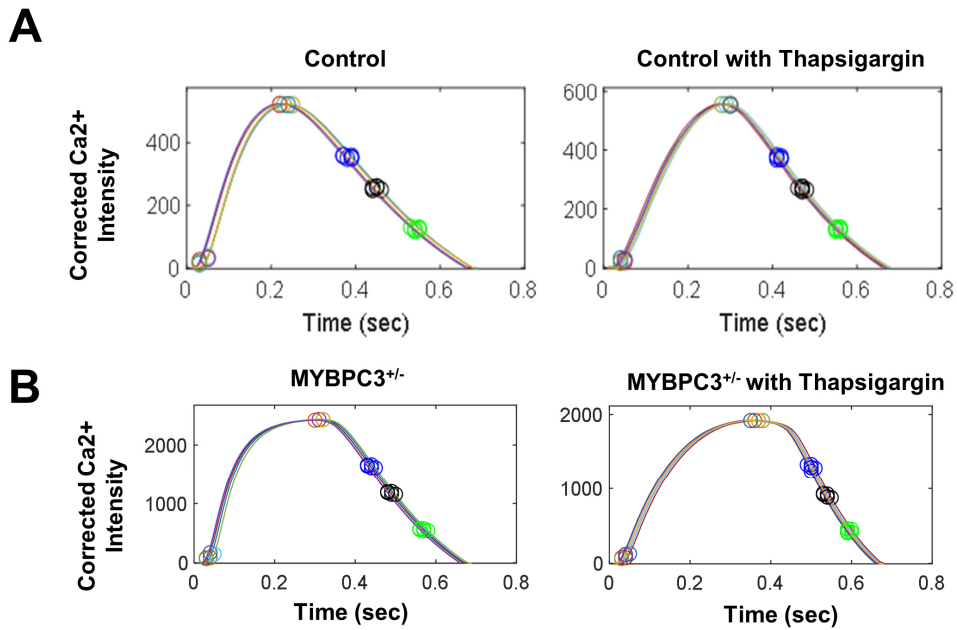 A
Control
Control with Thapsigargin
Corrected Ca2+
Intensity
400
200
0
0
0.2
0.4
0.6
0.8
Time (sec)
600
400
200
0
0
0.2
0.4
0.6
0.8
Time (sec)
B
MYBPC3+/-
MYBPC3+/- with Thapsigargin
Corrected Ca2+
Intensity
2000
1000
0
0
0.2
0.4
0.6
0.8
Time (sec)
2000
1000
0
0
0.2
0.4
0.6
0.8
Time (sec)